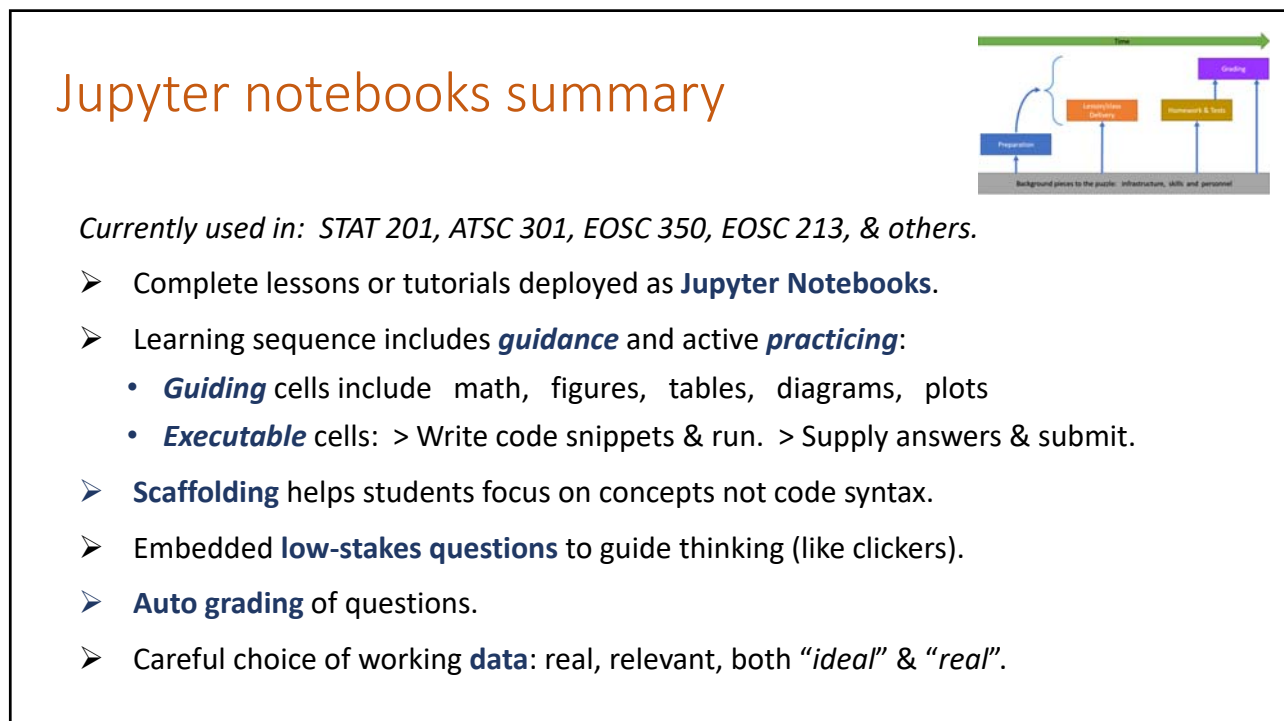 Jupyter notebooks summary
Time
Grading
Lesson/class
Delivery
Homework & Tests
Preparation
Background pieces to the puzzle: infrastructure, skills and personnel
Currently used in: STAT 201, ATSC 301, EOSC 350, EOSC 213, & others.
➢ Complete lessons or tutorials deployed as Jupyter Notebooks.
➢ Learning sequence includes guidance and active practicing:
• Guiding cells include math, figures, tables, diagrams, plots
• Executable cells: > Write code snippets & run. > Supply answers & submit.
➢ Scaffolding helps students focus on concepts not code syntax.
➢ Embedded low-stakes questions to guide thinking (like clickers).
➢ Auto grading of questions.
➢ Careful choice of working data: real, relevant, both “ideal” & “real”.